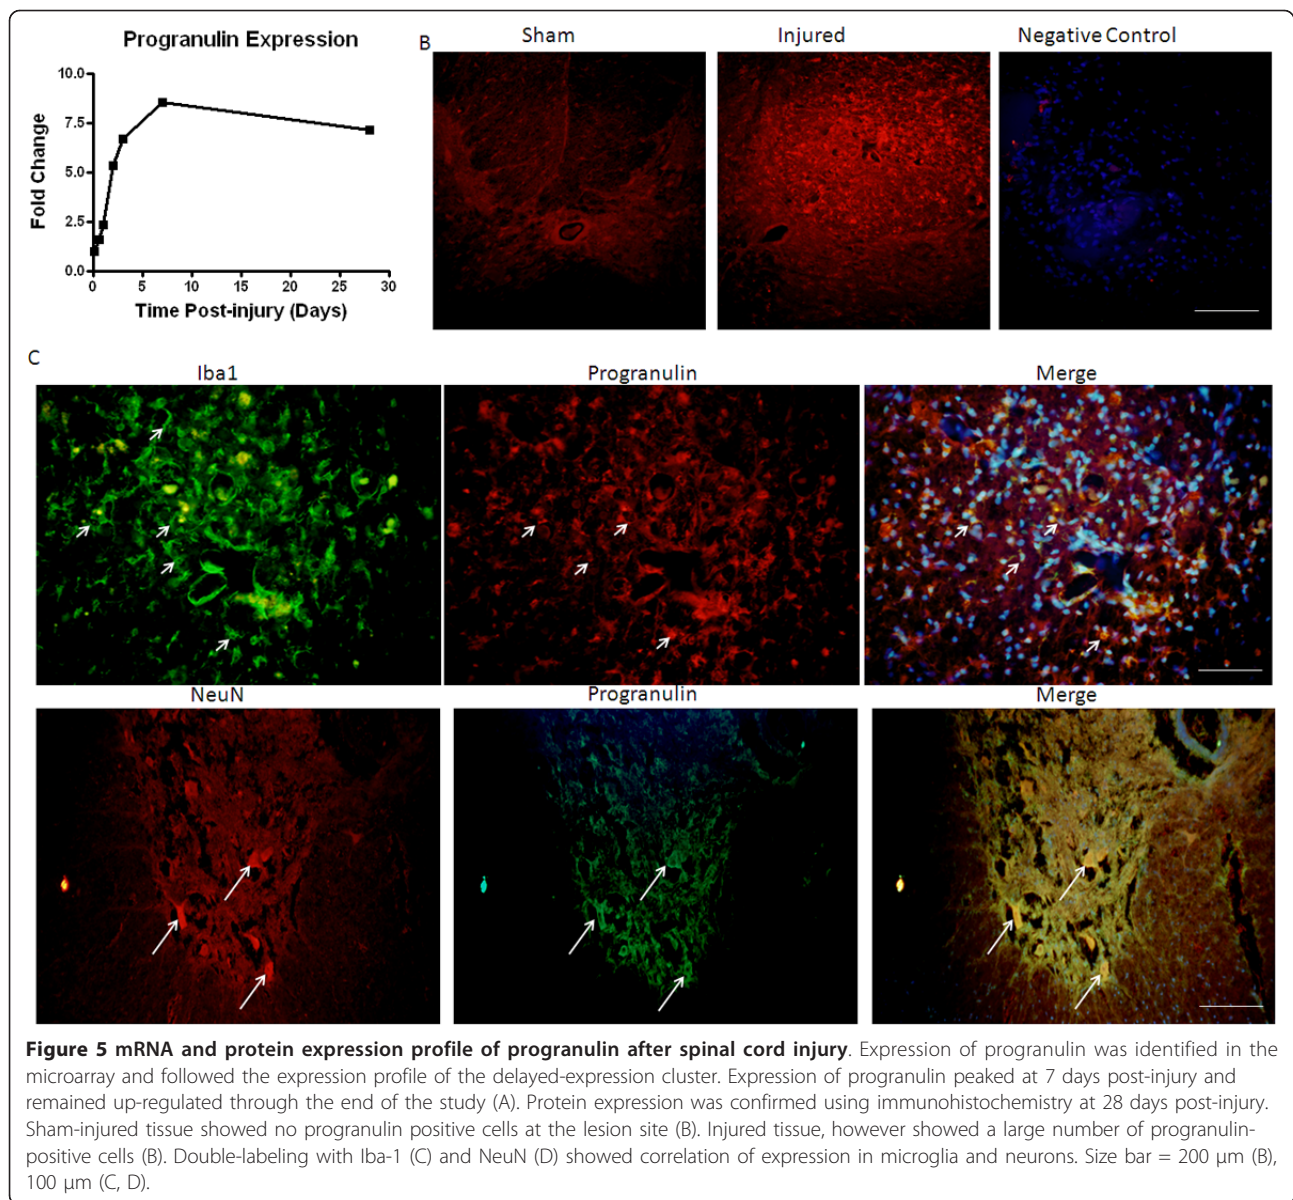 Progranulin Expression
10.0
7.5
5.0
2.5
0.0
Fold Change
0 5 10 15 20 25 30
Time Post-injury (Days)
B
Sham Injured Negative Control
C
Iba1 Progranulin Merge
NeuN Progranulin Merge
Figure 5 mRNA and protein expression profile of progranulin after spinal cord injury. Expression of progranulin was identified in the
microarray and followed the expression profile of the delayed-expression cluster. Expression of progranulin peaked at 7 days post-injury and
remained up-regulated through the end of the study (A). Protein expression was confirmed using immunohistochemistry at 28 days post-injury.
Sham-injured tissue showed no progranulin positive cells at the lesion site (B). Injured tissue, however showed a large number of progranulin-
positive cells (B). Double-labeling with Iba-1 (C) and NeuN (D) showed correlation of expression in microglia and neurons. Size bar = 200 μm (B),
100 μm (C, D).